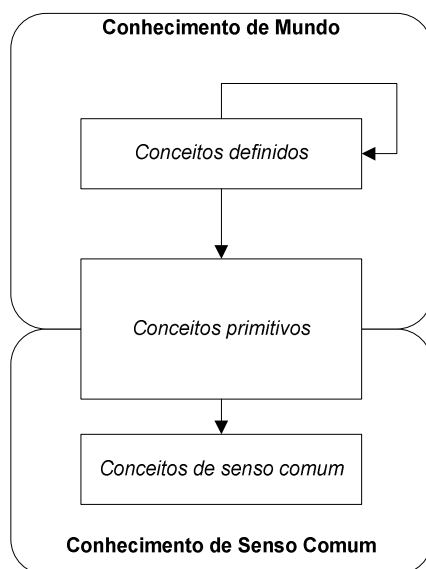 Conhecimento de Mundo
Conceitos definidos
Conceitos primitivos
Conceitos de senso comum
Conhecimento de Senso Comum